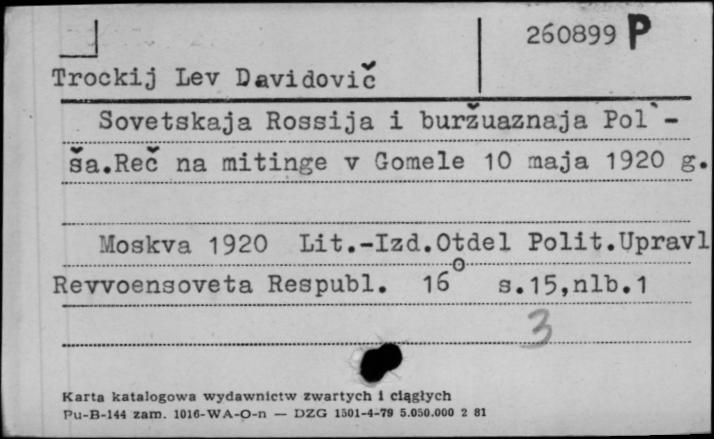 260899 P
Trockij Lev Davidovič
Sovetskaja Rossija i buržuaznaja Pol`-
ša.Reč na mitinge v Gomele 10 maja 1920 g.
Moskva 1920 Lit.-Izd.Otdel Polit.Upravl
Revvoensoveta Respubl. 16° s.15,nlb.1
3
Karta katalogowa wydawnictw zwartych i ciągłych
Pu-B-144 zam. 1016-WA-O-n — DZG 1501-4-79 5.050.000 2 81